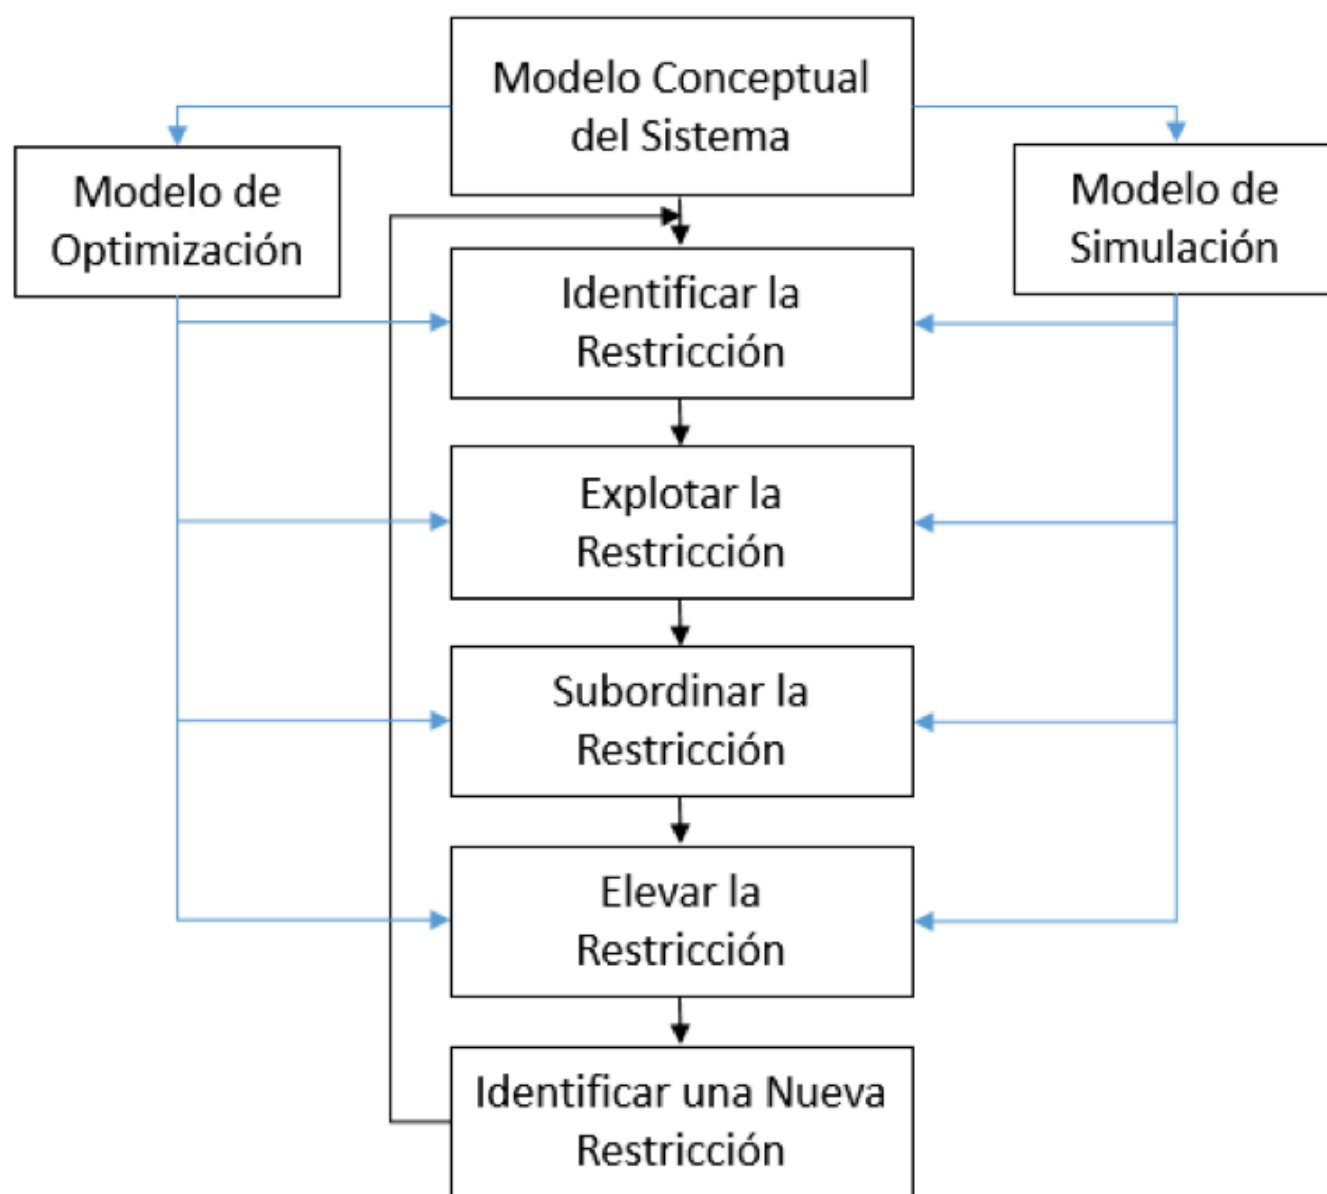 Modelo Conceptual
del Sistema
Modelo de
Optimización
Modelo de
Simulación
Identificar la
Restricción
Explotar la
Restricción
Subordinar la
Restricción
Elevar la
Restricción
Identificar una Nueva
Restricción